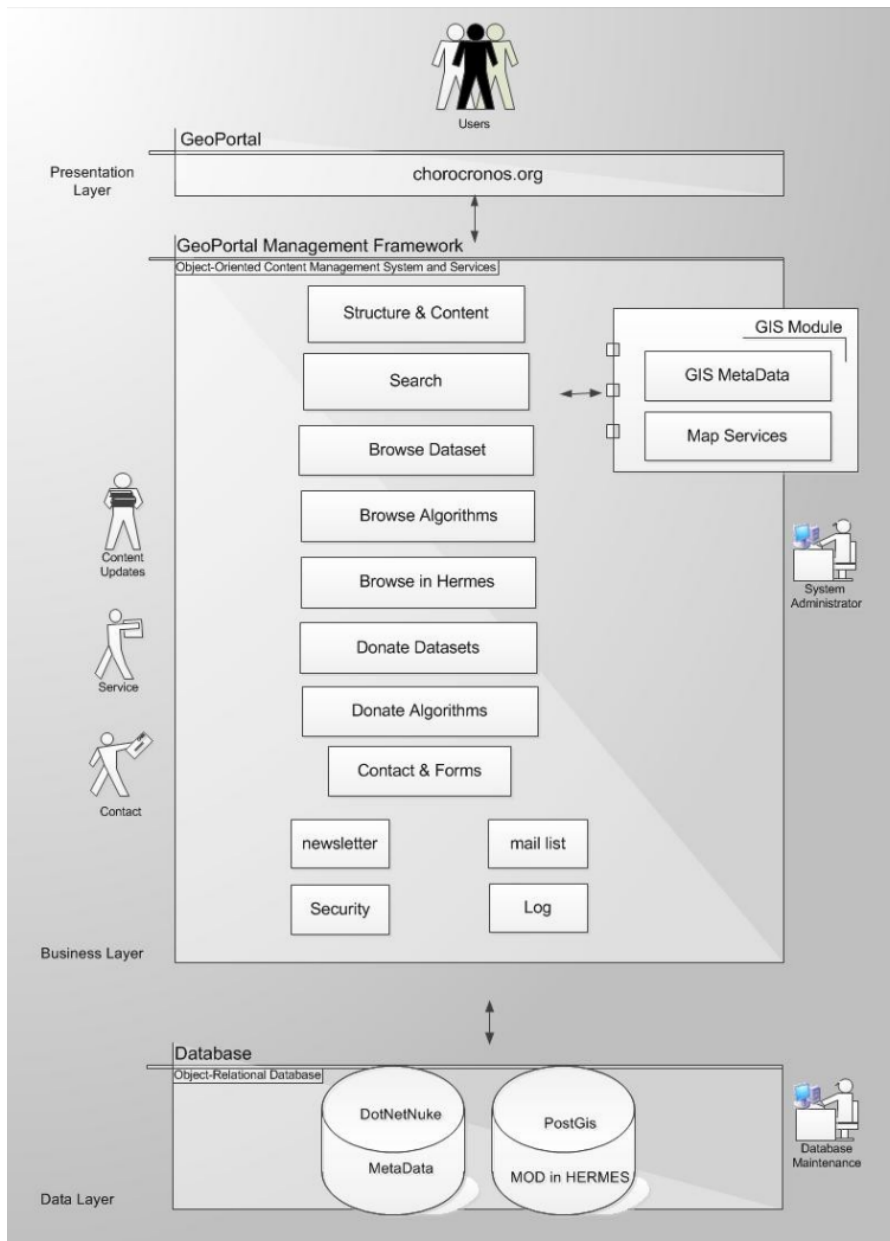 Users
GeoPortal
Presentation
Layer
chorocronos.org
GeoPortal Management Framework
Object-Oriented Content Management System and Services
Structure & Content
GIS Module
Search
GIS MetaData
Map Services
Browse Dataset
Browse Algorithms
Content
Updates
Browse in Hermes
System
Administrator
Donate Datasets
Service
Donate Algorithms
Contact & Forms
Contact
newsletter
mail list
Security
Log
Business Layer
Database
Object-Relational Database
DotNetNuke
PostGis
MetaData
MOD in HERMES
Database
Maintenance
Data Layer